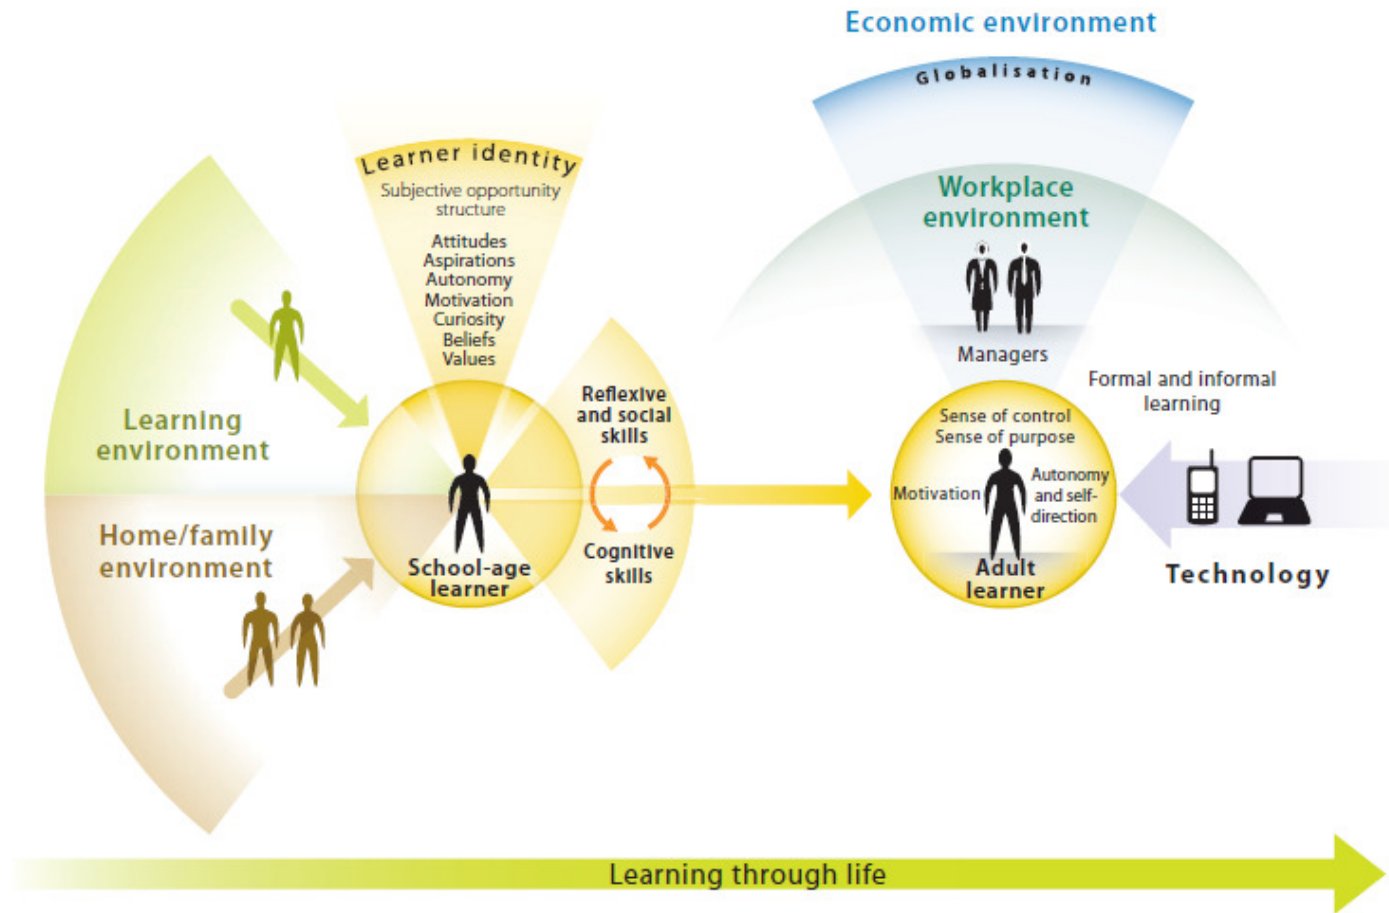 Economic environment
Globalisation
Learner identity
Subjective opportunity
structure
Attitudes
Aspirations
Autonomy
Motivation
Curiosity
Beliefs
Values
Workplace
environment
Managers
Formal and informal
learning
Learning
environment
Home/family
environment
School-age
learner
Reflexive
and social
skills
Cognitive
skills
Sense of control
Sense of purpose
Motivation
Autonomy
and self-
direction
Adult
learner
Technology
Learning through life